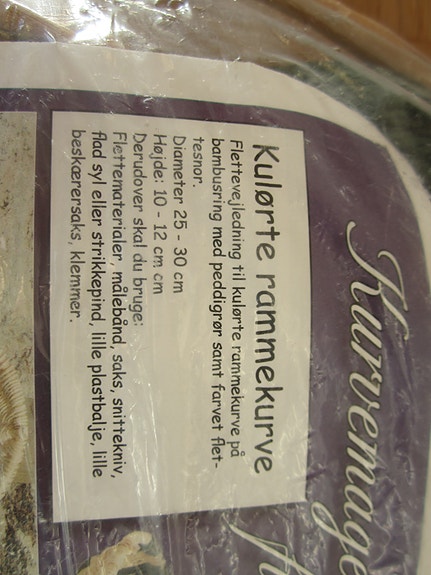 Kulørte rammekurve
Flettevejledning til kulørte rammekurve på
bambusring med peddigrør samt farvet flet-
tesnor.
Diameter 25 - 30 cm
Højde: 10 - 12 cm cm
Derudover skal du bruge:
Flettematerialer, målebånd, saks, snittekniv,
flad syl eller strikkepind, lille plastbalje, lille
beskærersaks, klemmer.